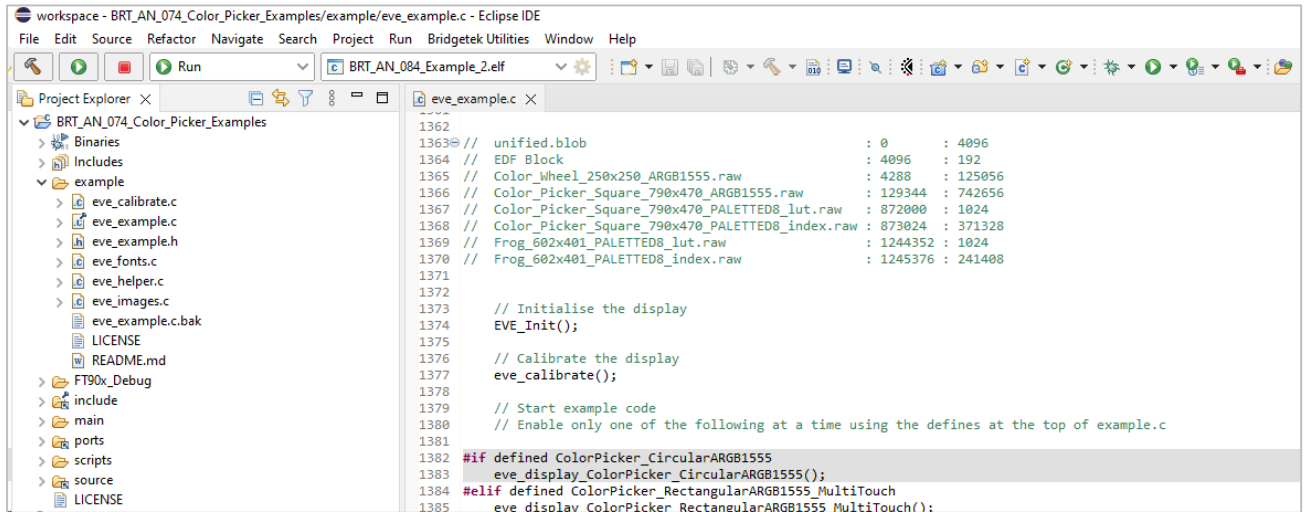 workspace - BRT_AN_074_Color_Picker_Examples/example/eve_example.c - Eclipse IDE
File Edit Source Refactor Navigate Search Project Run Bridgetek Utilities Window Help
Run
BRT_AN_084_Example_2.elf
Project Explorer
BRT_AN_074_Color_Picker_Examples
Binaries
Includes
example
eve_calibrate.c
eve_example.c
eve_example.h
eve_fonts.c
eve_helper.c
eve_images.c
eve_example.c.bak
LICENSE
README.md
FT90x_Debug
include
main
ports
scripts
source
LICENSE
eve_example.c
1362
1363 // unified.blob : 0 : 4096
1364 // EDF Block : 4096 : 192
1365 // Color_Wheel_250x250_ARGB1555.raw : 4288 : 125056
1366 // Color_Picker_Square_790x470_ARGB1555.raw : 129344 : 742656
1367 // Color_Picker_Square_790x470_PALETTED8_lut.raw : 872000 : 1024
1368 // Color_Picker_Square_790x470_PALETTED8_index.raw : 873024 : 371328
1369 // Frog_602x401_PALETTED8_lut.raw : 1244352 : 1024
1370 // Frog_602x401_PALETTED8_index.raw : 1245376 : 241408
1371
1372
1373 // Initialise the display
1374 EVE_Init();
1375
1376 // Calibrate the display
1377 eve_calibrate();
1378
1379 // Start example code
1380 // Enable only one of the following at a time using the defines at the top of example.c
1381
1382 #if defined ColorPicker_CircularARGB1555
1383 eve_display_ColorPicker_CircularARGB1555();
1384 #elif defined ColorPicker_RectangularARGB1555_MultiTouch
1385 eve_display_ColorPicker_RectangularARGB1555_MultiTouch();